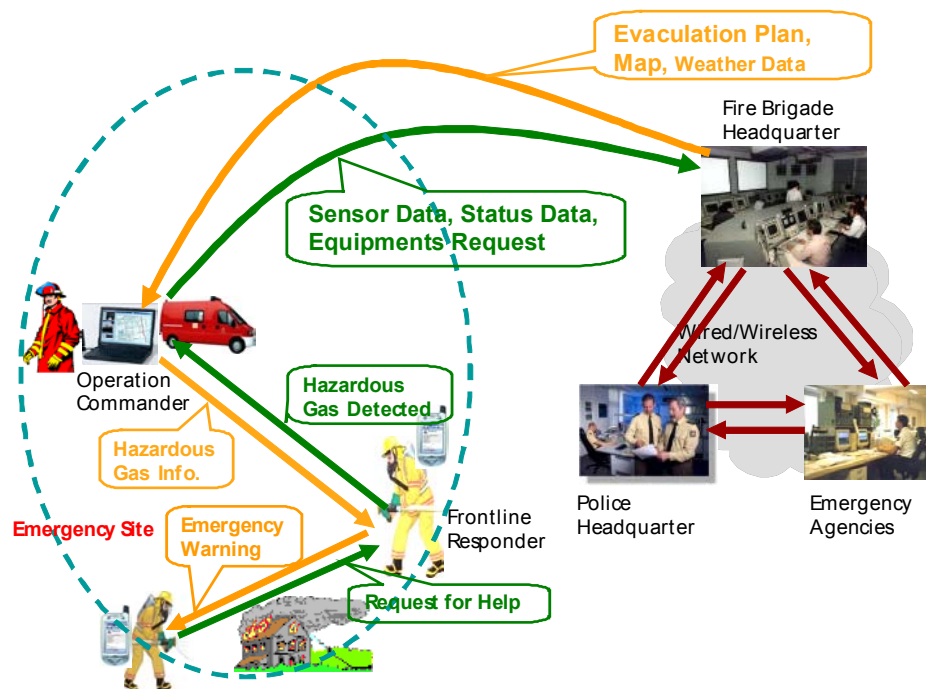 Evaculation Plan,
Map, Weather Data
Fire Brigade
Headquarter
Sensor Data, Status Data,
Equipments Request
Wired/Wireless
Network
Operation
Commander
Hazardous
Gas Detected
Hazardous
Gas Info.
Police
Headquarter
Emergency
Agencies
Emergency Site
Emergency
Warning
Frontline
Responder
Request for Help